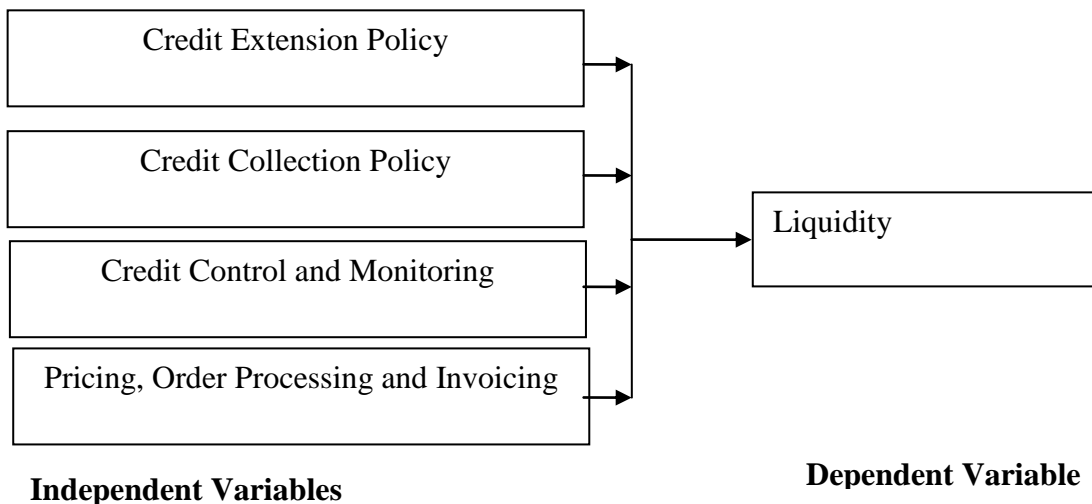 Credit Extension Policy
Credit Collection Policy
Credit Control and Monitoring
Pricing, Order Processing and Invoicing
Liquidity
Independent Variables
Dependent Variable